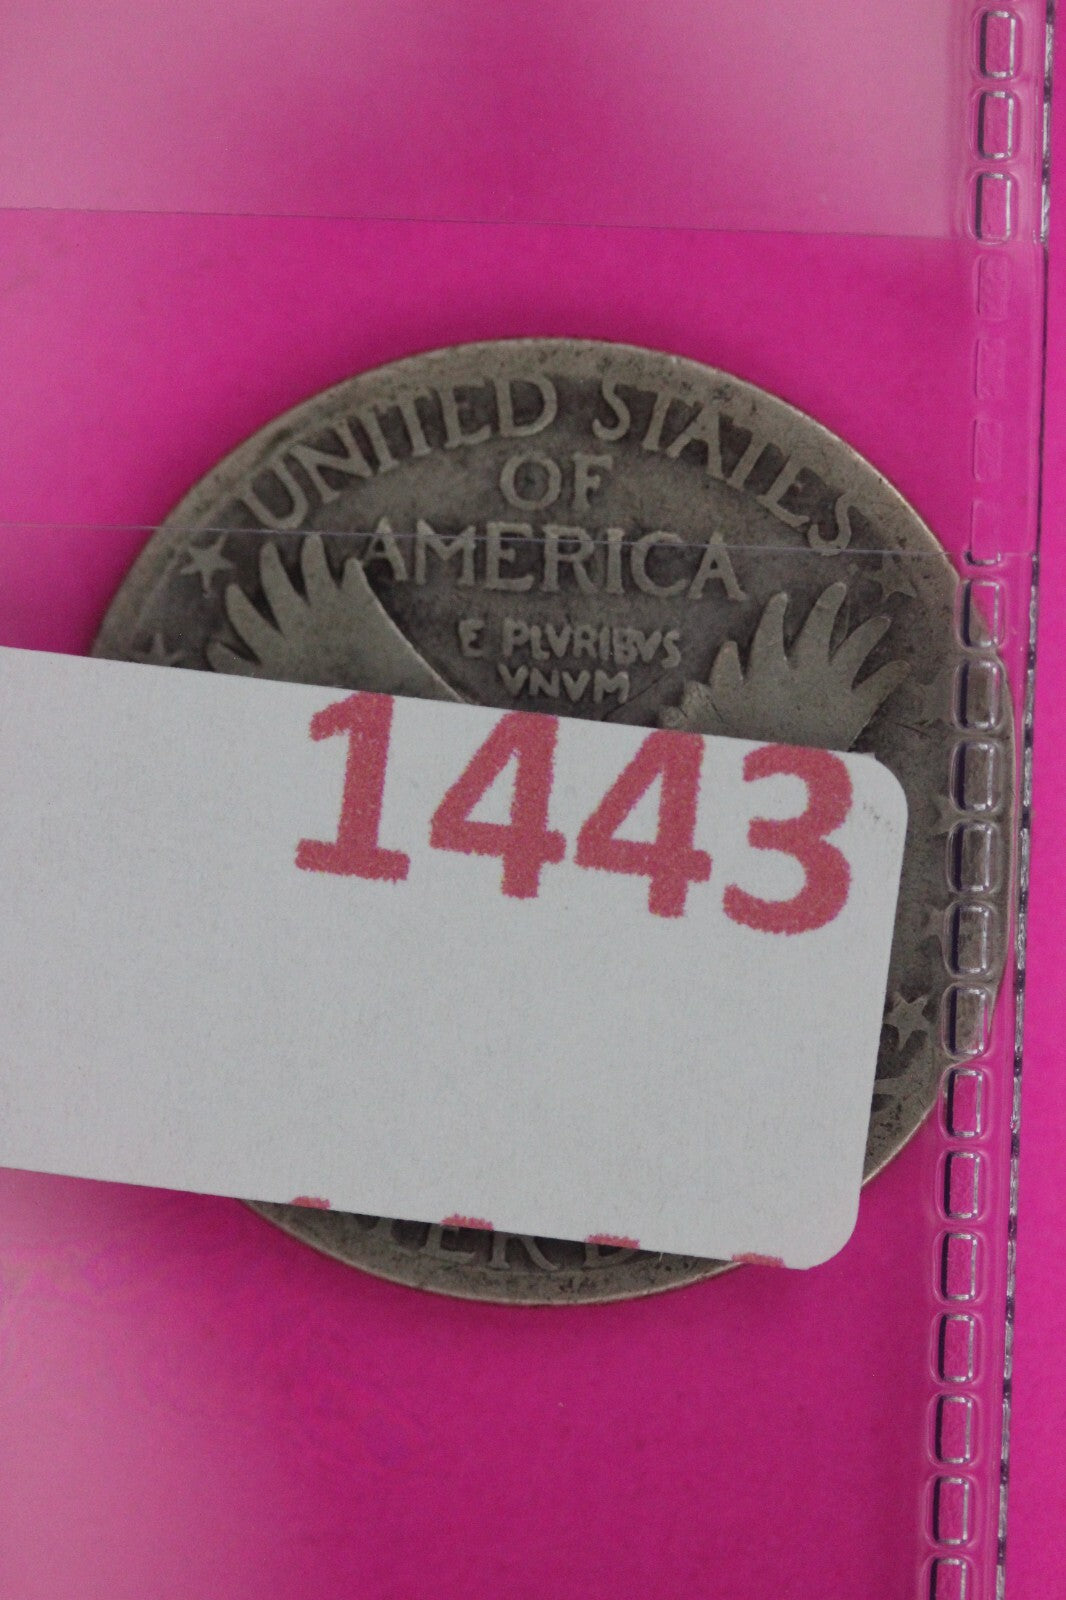 UNITED STATES
OF
AMERICA
E PLVRIBVS
VNVM
1443